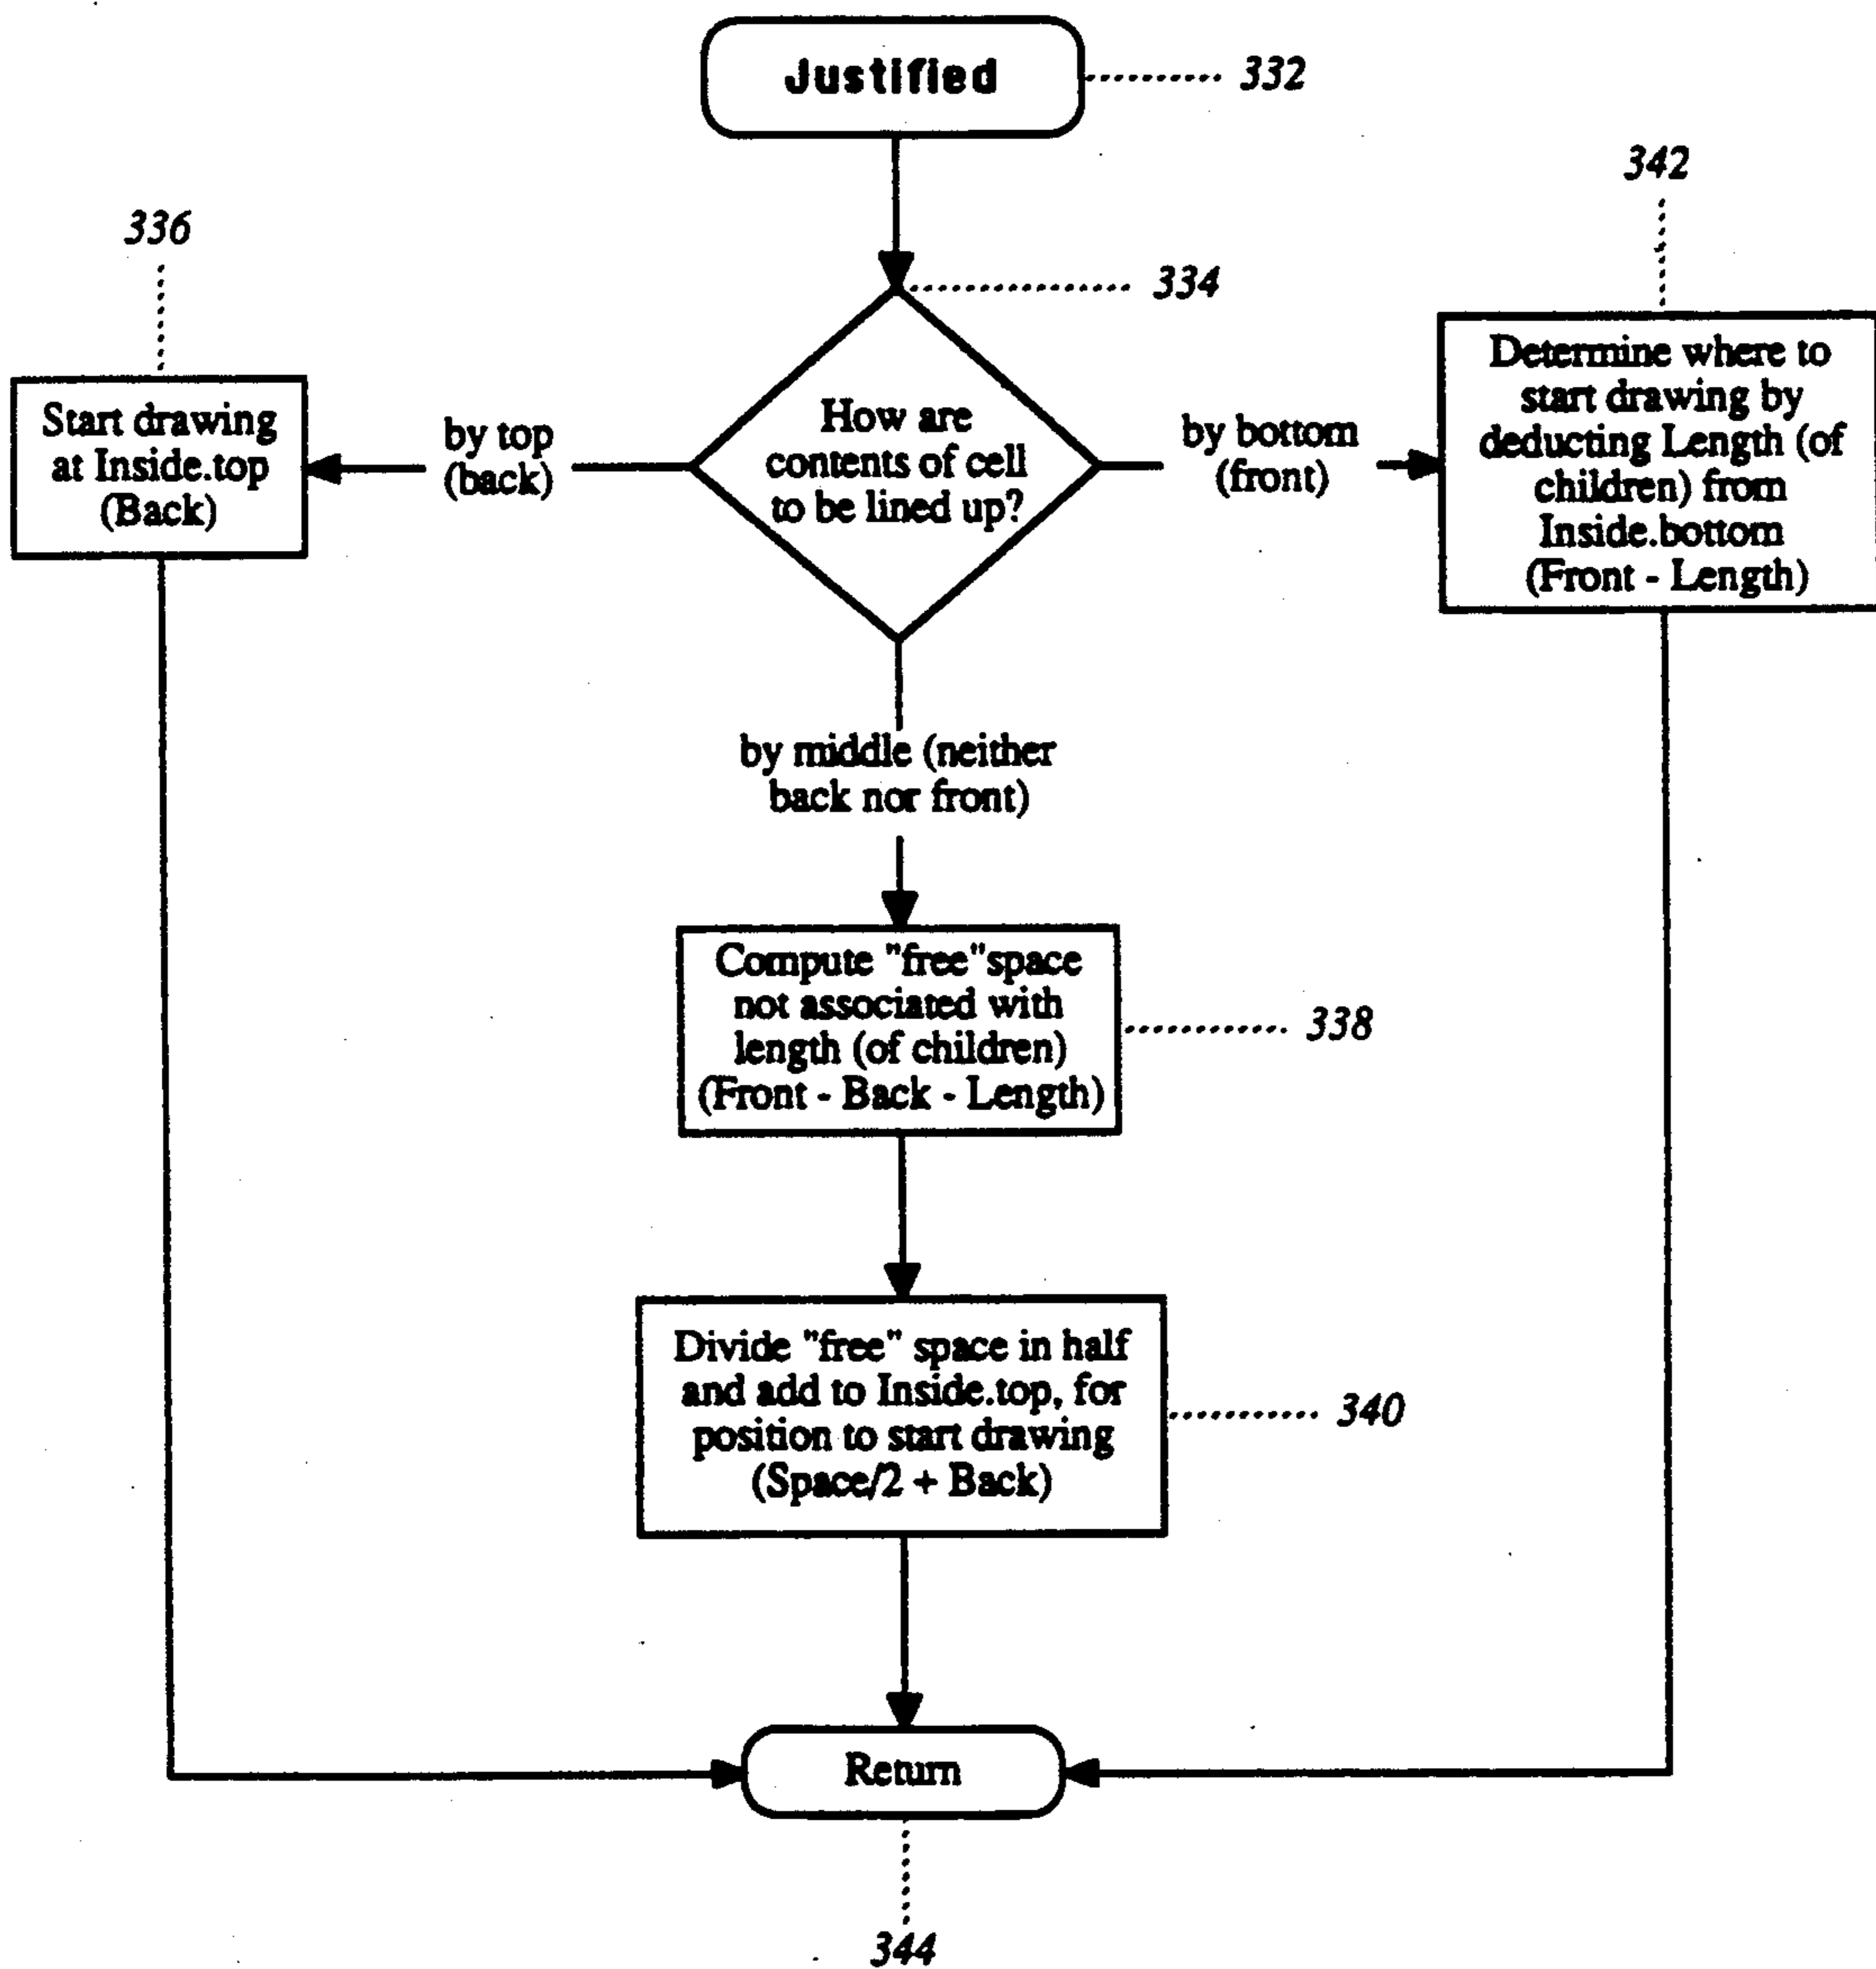 Justified
332
342
336
334
Start drawing
at Inside.top
(Back)
by top
(back)
How are
contents of cell
to be lined up?
by bottom
(front)
Determine where to
start drawing by
deducting Length (of
children) from
Inside.bottom
(Front - Length)
by middle (neither
back nor front)
Compute "free"space
not associated with
length (of children)
(Front - Back - Length)
338
Divide "free" space in half
and add to Inside.top, for
position to start drawing
(Space/2 + Back)
340
Return
344